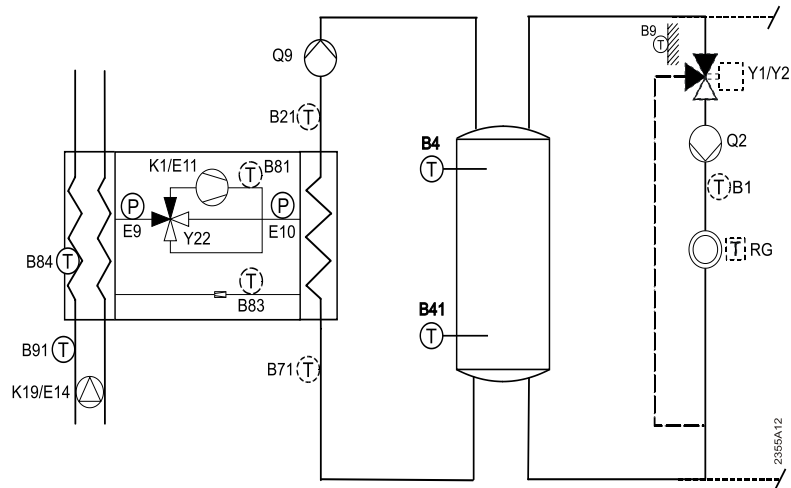 B9
T
Y1/Y2
Q9
B21
T
Q2
T
B1
T
RG
K1/E11
T
B81
P
P
E9
Y22
E10
B84
T
T
B83
B4
T
B41
T
B91
T
B71
T
K19/E14
2355A12